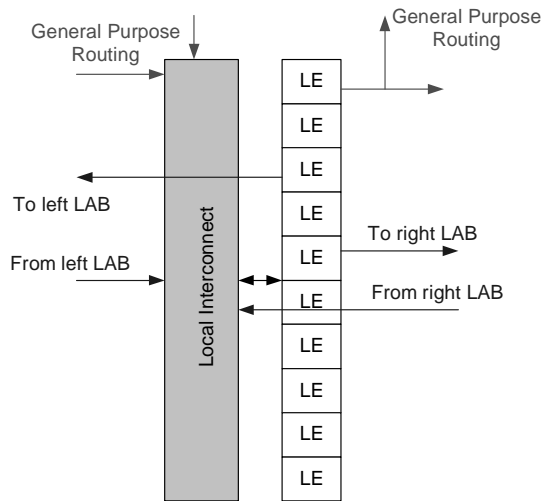 General Purpose
Routing
General Purpose
Routing
LE
LE
LE
LE
LE
LE
LE
LE
LE
LE
To left LAB
From left LAB
Local Interconnect
To right LAB
From right LAB